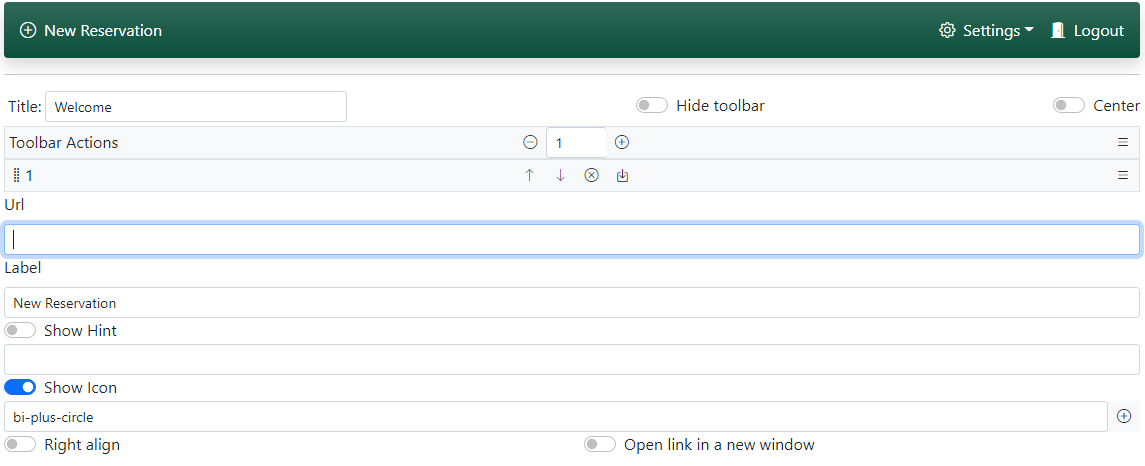 New Reservation Settings Logout
Title: Welcome Hide toolbar Center
Toolbar Actions 1
1
Url
Label
New Reservation
Show Hint
Show Icon
bi-plus-circle
Right align Open link in a new window